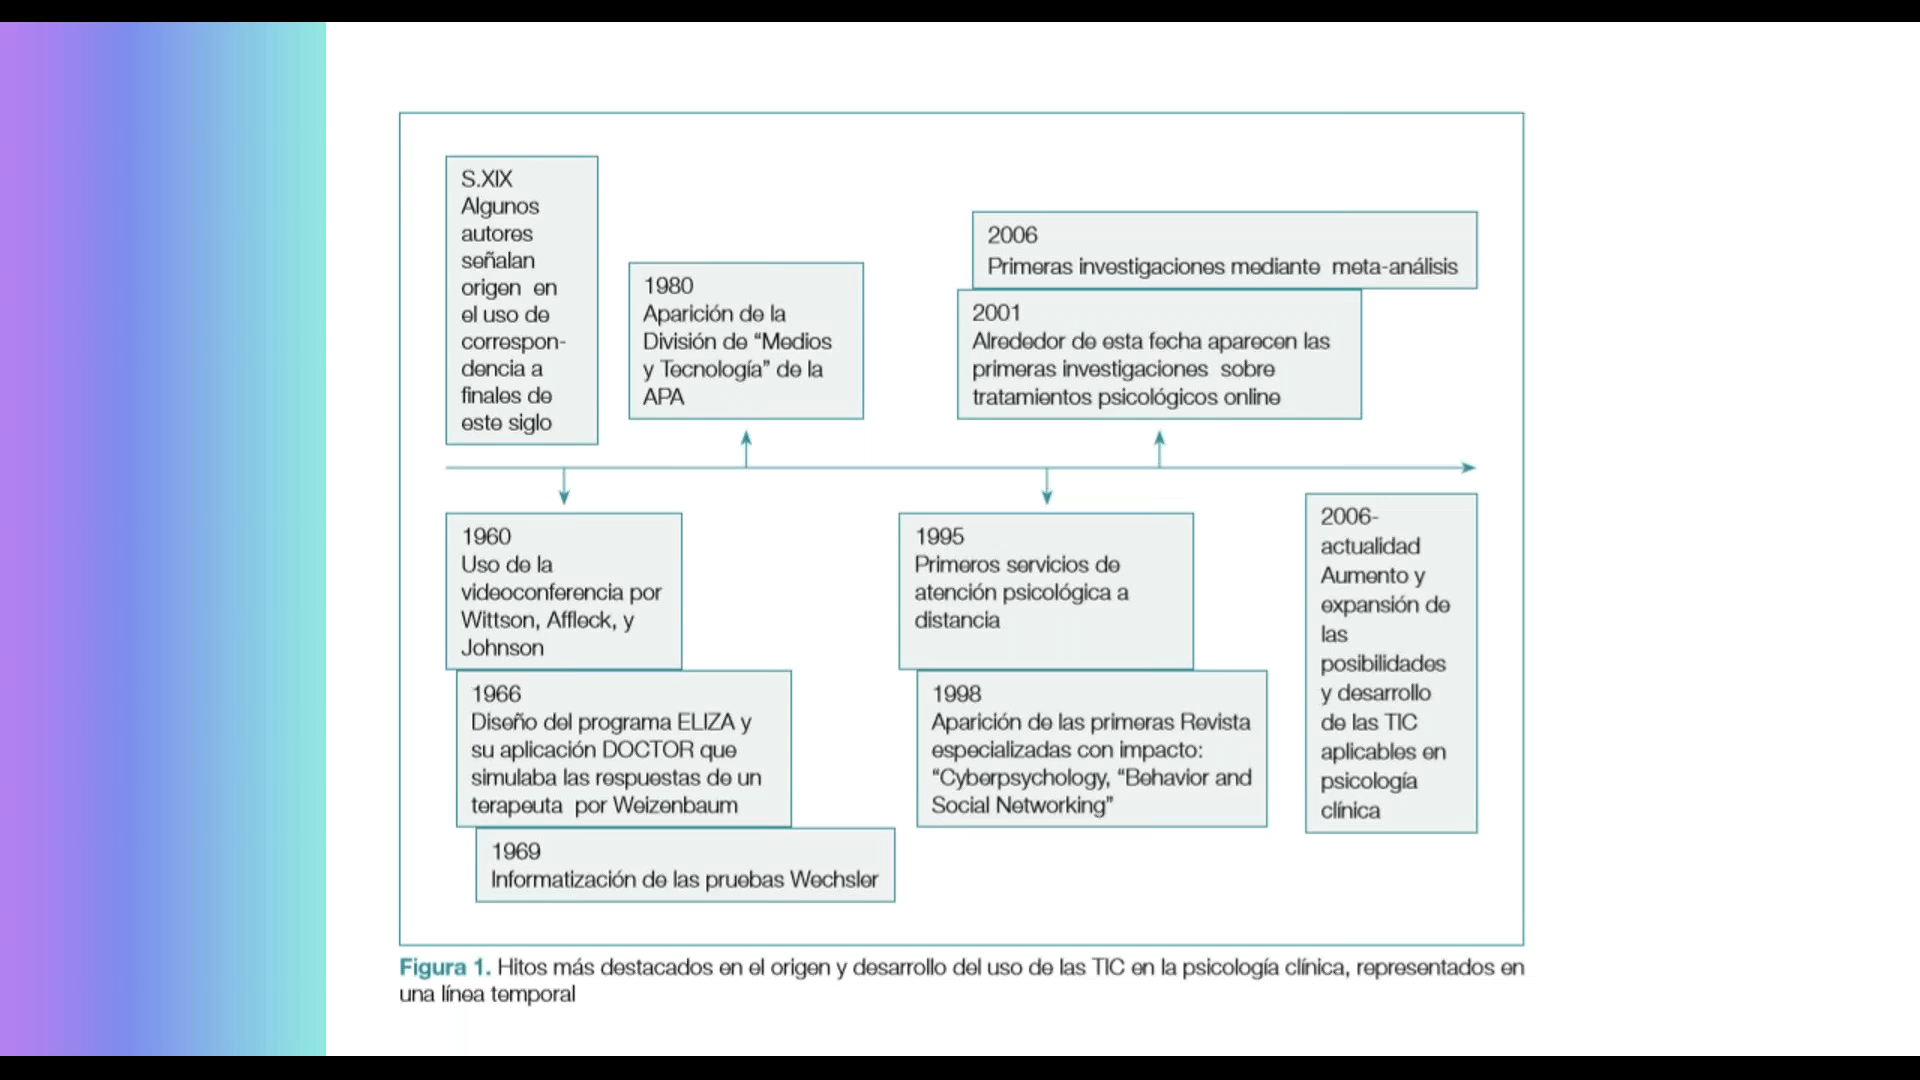 S.XIX
Algunos
autores
señalan
origen en
el uso de
correspon-
dencia a
finales de
este siglo
1980
Aparición de la
División de “Medios
y Tecnología” de la
APA
2006
Primeras investigaciones mediante meta-análisis
2001
Alrededor de esta fecha aparecen las
primeras investigaciones sobre
tratamientos psicológicos online
1960
Uso de la
videoconferencia por
Wittson, Affleck, y
Johnson
1966
Diseño del programa ELIZA y
su aplicación DOCTOR que
simulaba las respuestas de un
terapeuta por Weizenbaum
1969
Informatización de las pruebas Wechsler
1995
Primeros servicios de
atención psicológica a
distancia
1998
Aparición de las primeras Revista
especializadas con impacto:
“Cyberpsychology, “Behavior and
Social Networking”
2006-
actualidad
Aumento y
expansión de
las
posibilidades
y desarrollo
de las TIC
aplicables en
psicología
clínica
Figura 1. Hitos más destacados en el origen y desarrollo del uso de las TIC en la psicología clínica, representados en
una línea temporal